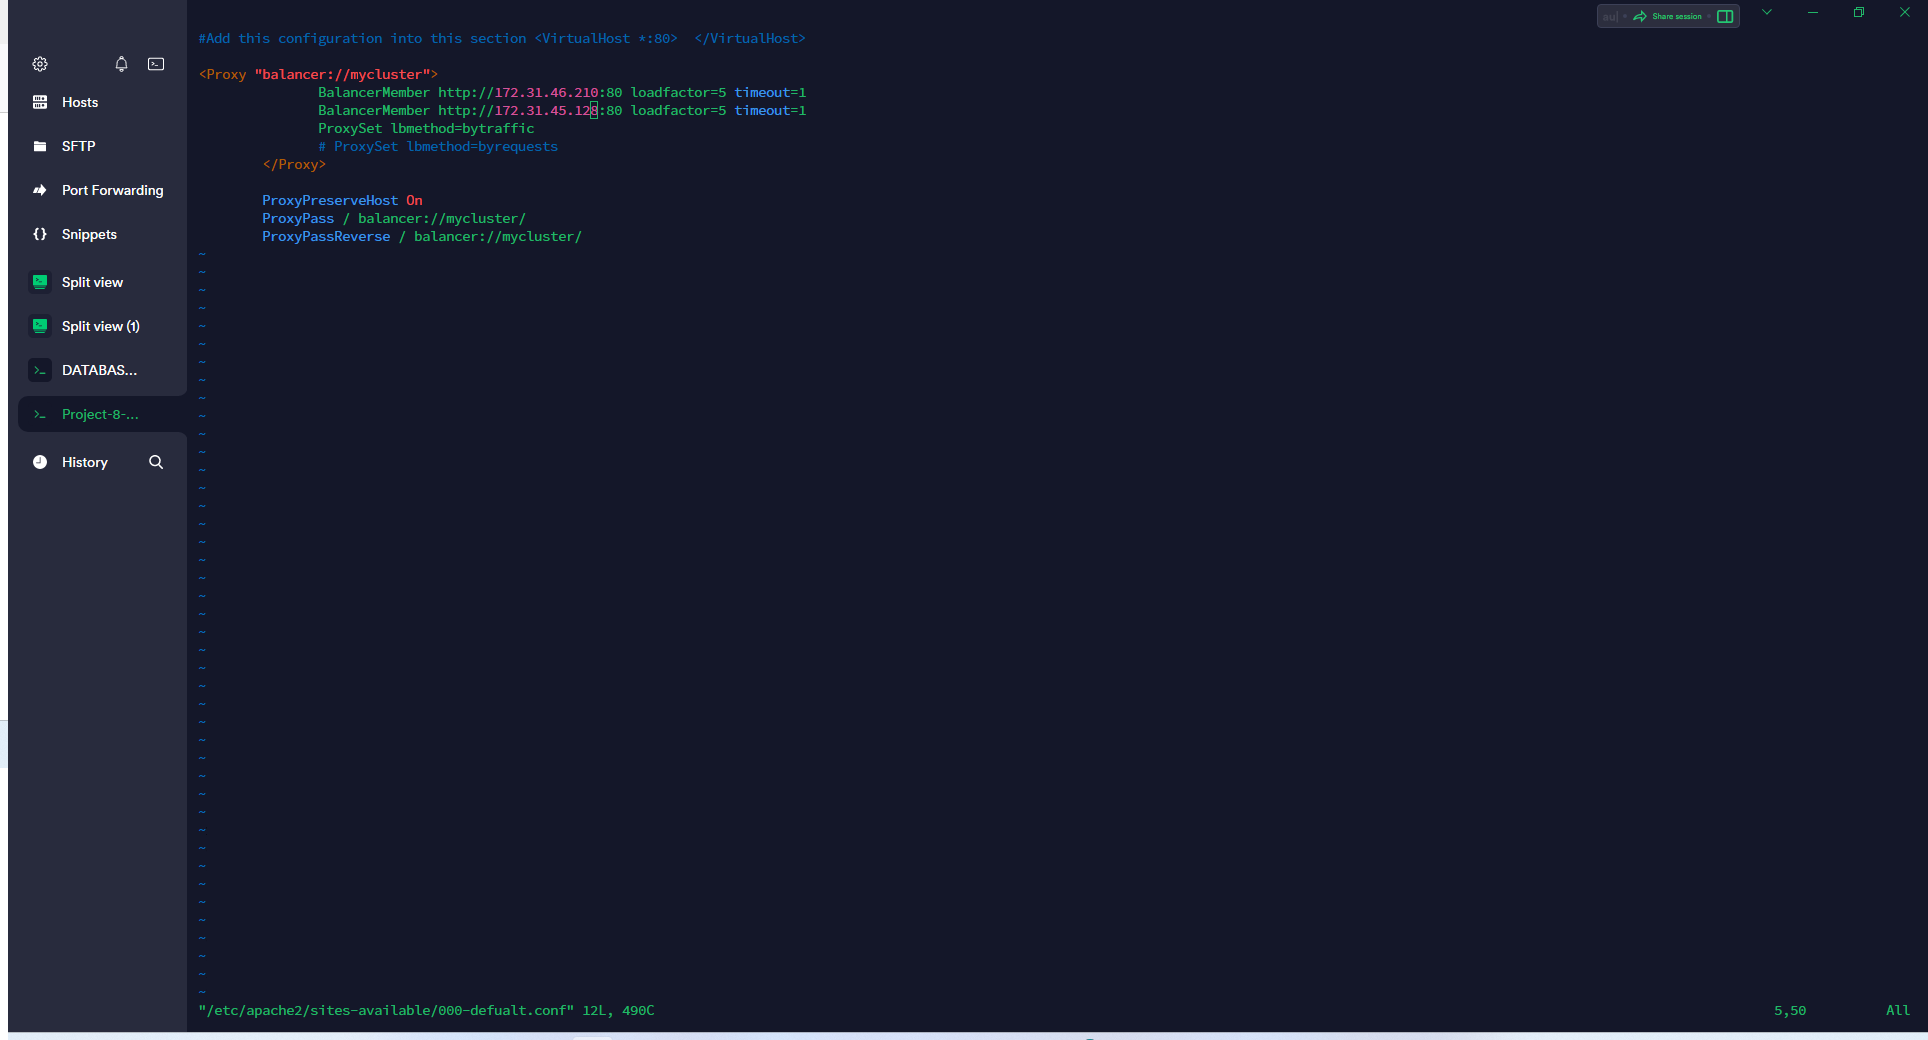 Share session
#Add this configuration into this section <VirtualHost *:80>  </VirtualHost>
<Proxy "balancer://mycluster">
BalancerMember http://172.31.46.210:80 loadfactor=5 timeout=1
BalancerMember http://172.31.45.128:80 loadfactor=5 timeout=1
ProxySet lbmethod=bytraffic
# ProxySet lbmethod=byrequests
</Proxy>
ProxyPreserveHost On
ProxyPass / balancer://mycluster/
ProxyPassReverse / balancer://mycluster/
Hosts
SFTP
Port Forwarding
Snippets
Split view
Split view (1)
DATABAS...
Project-8-...
History
"/etc/apache2/sites-available/000-defualt.conf" 12L, 490C
5,50
All